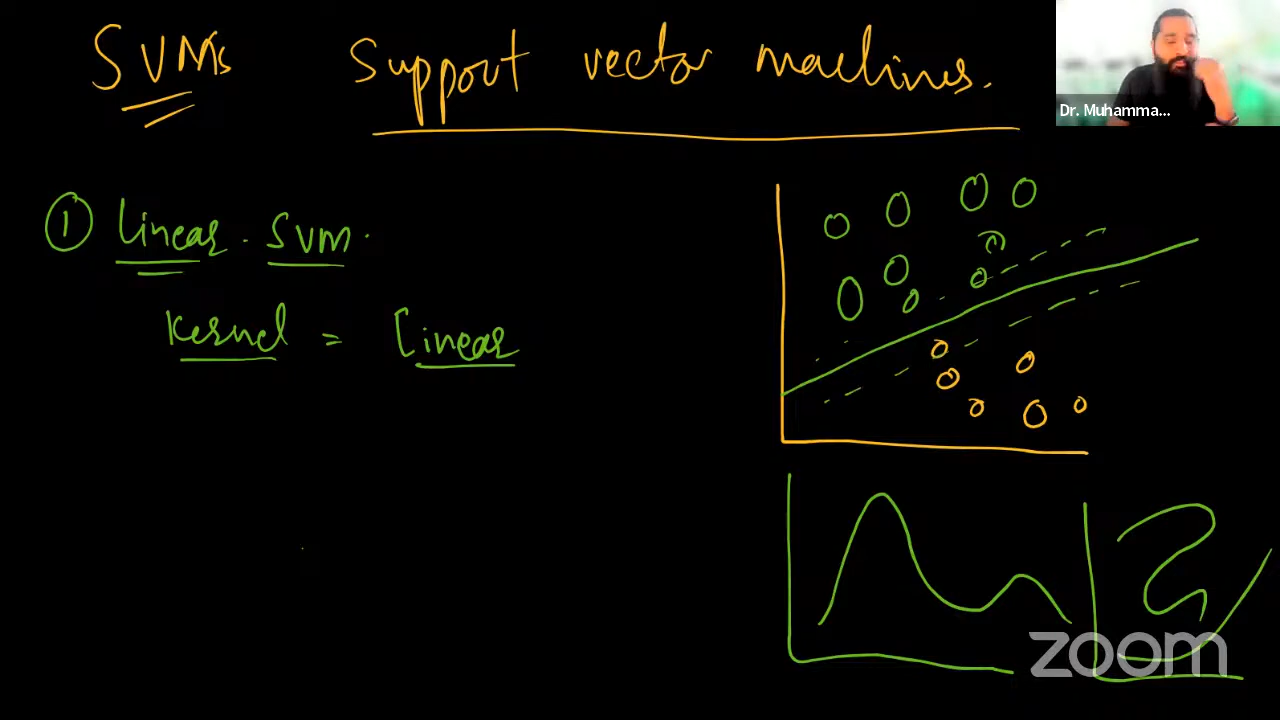 SVMs Support vector machines.
Dr. Muhamma...
① Linear. SVM.
Kernel = Linear
zoom